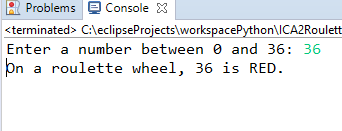 Problems Console
<terminated> C:\eclipseProjects\workspacePython\ICA2Roulett
Enter a number between 0 and 36: 36
On a roulette wheel, 36 is RED.